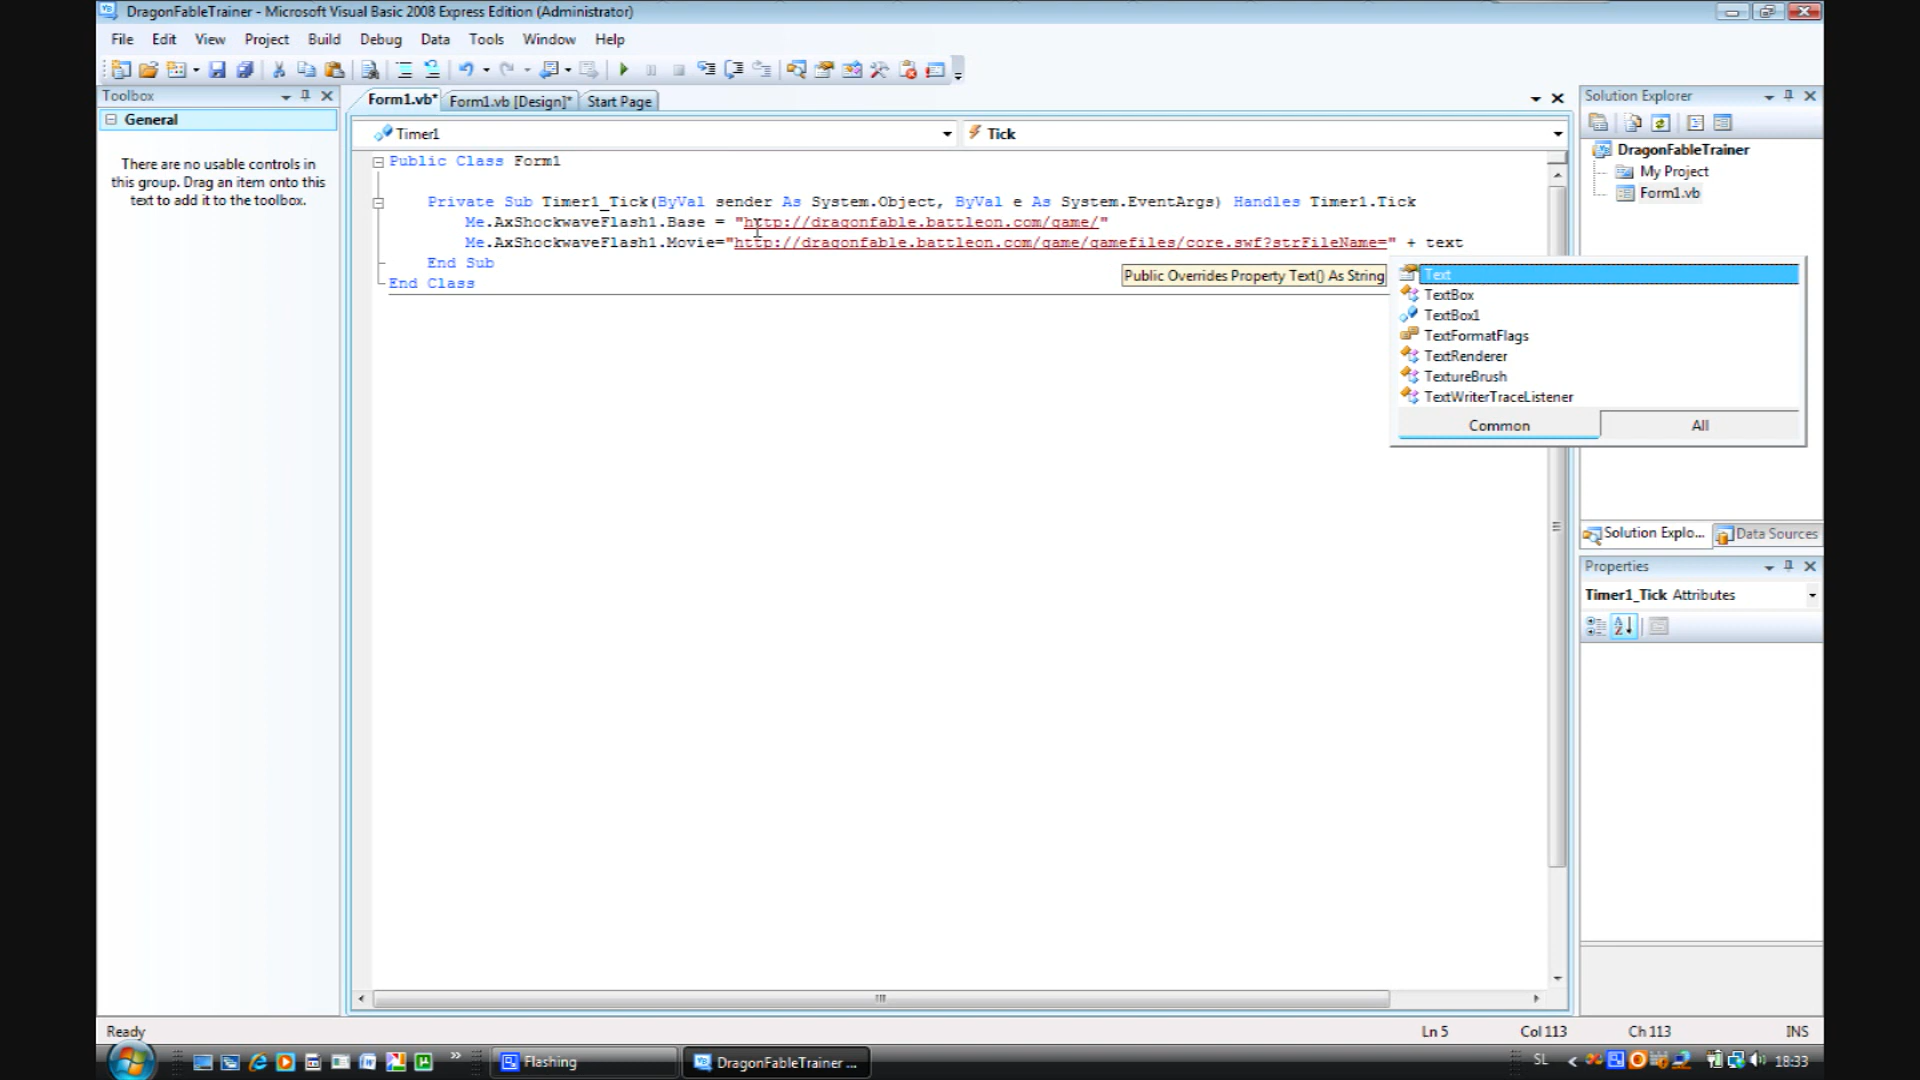 DragonFableTrainer - Microsoft Visual Basic 2008 Express Edition (Administrator)
File Edit View Project Build Debug Data Tools Window Help
Toolbox
General
There are no usable controls in
this group. Drag an item onto this
text to add it to the toolbox.
Form1.vb* Form1.vb [Design]* Start Page
Timer1 Tick
Public Class Form1
Private Sub Timer1_Tick(ByVal sender As System.Object, ByVal e As System.EventArgs) Handles Timer1.Tick
Me.AxShockwaveFlash1.Base = "http://dragonfable.battleon.com/game/"
Me.AxShockwaveFlash1.Movie="http://dragonfable.battleon.com/game/gamefiles/core.swf?strFileName=" + text
End Sub
End Class
Public Overrides Property Text() As String
Text
TextBox
TextBox1
TextFormatFlags
TextRenderer
TextureBrush
TextWriterTraceListener
Common All
Solution Explorer
DragonFableTrainer
My Project
Form1.vb
Solution Explo... Data Sources
Properties
Timer1_Tick Attributes
Ready Ln 5 Col 113 Ch 113 INS
Flashing DragonFableTrainer ... SL 18:33